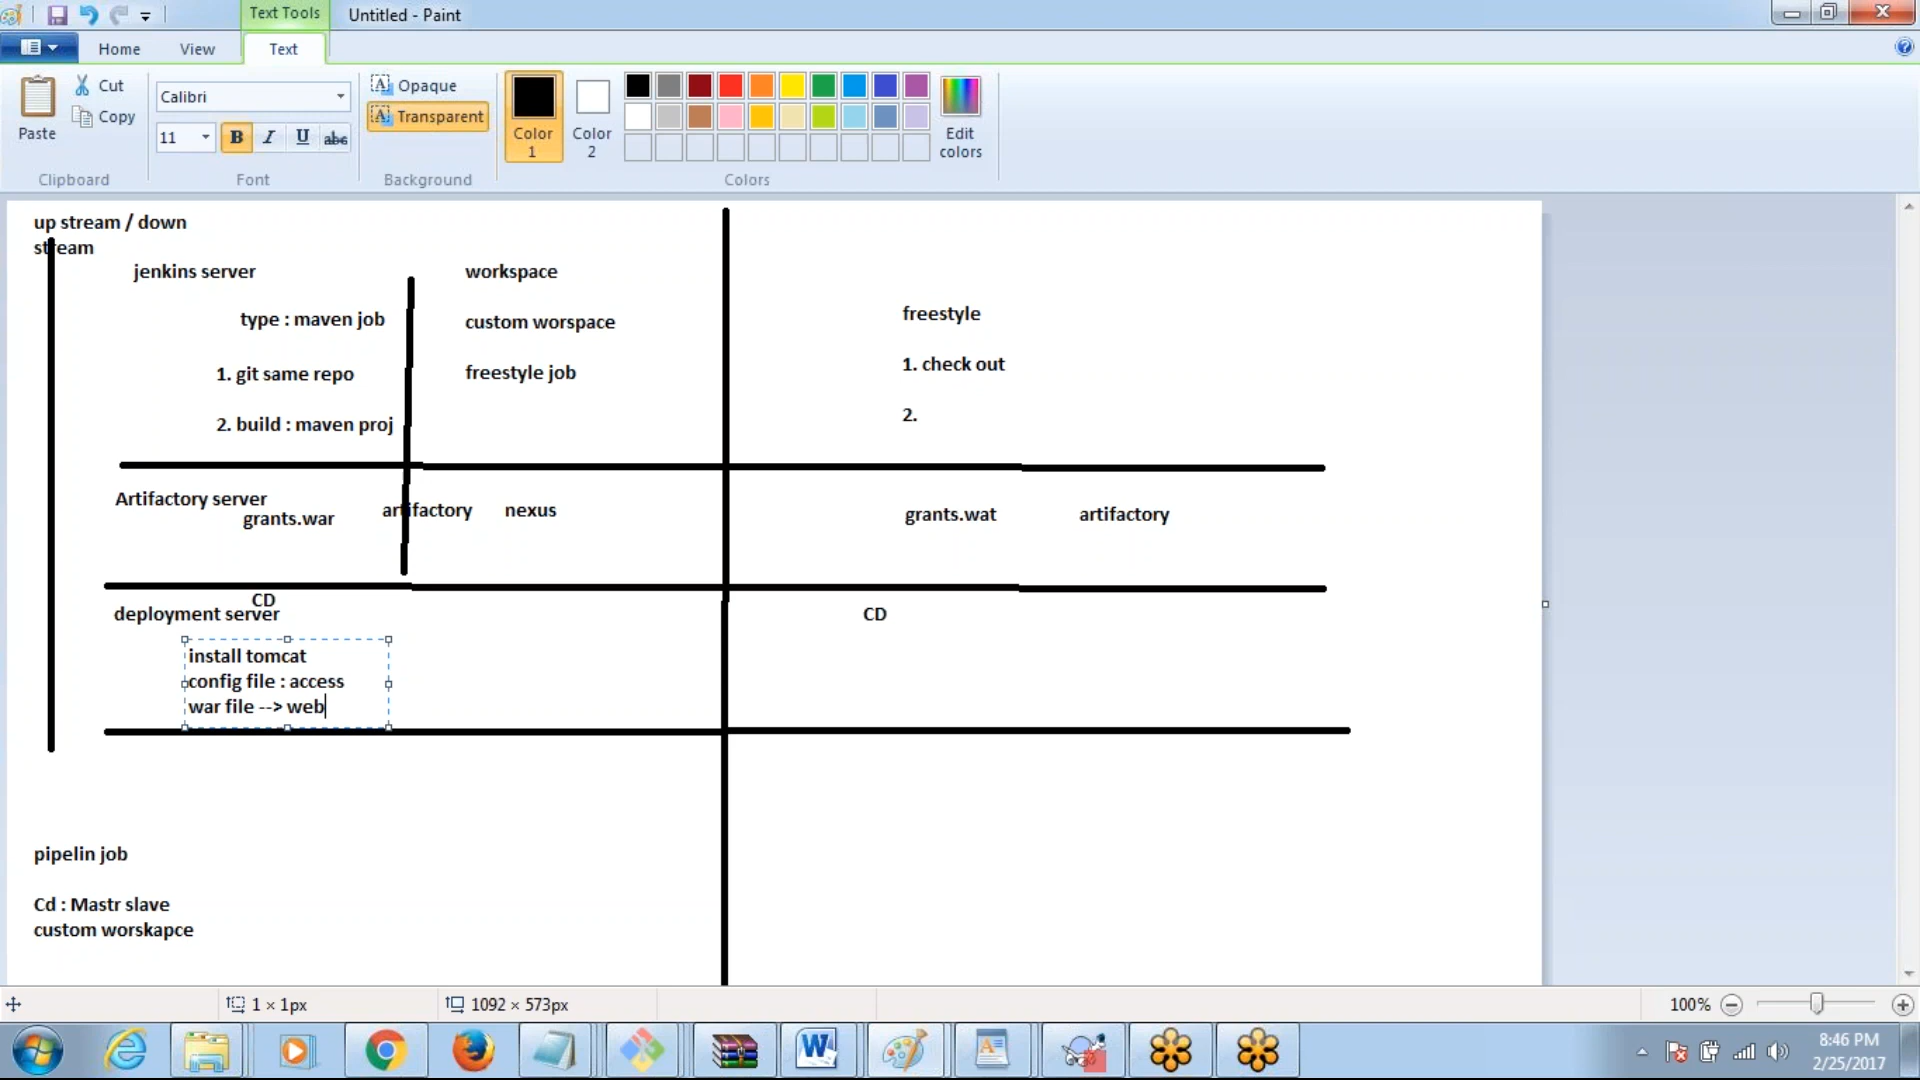 Text Tools
Untitled - Paint
Home
View
Text
Paste
Cut
Copy
Clipboard
Calibri
11
B
I
U
abc
Font
Opaque
Transparent
Background
Color
1
Color
2
Edit
colors
Colors
up stream / down
stream
jenkins server
workspace
type : maven job
custom worspace
freestyle
1. git same repo
freestyle job
1. check out
2. build : maven proj
2.
Artifactory server
grants.war
artifactory
nexus
grants.wat
artifactory
CD
deployment server
CD
install tomcat
config file : access
war file --> web
pipelin job
Cd : Mastr slave
custom worskapce
1 × 1px
1092 × 573px
100%
8:46 PM
2/25/2017